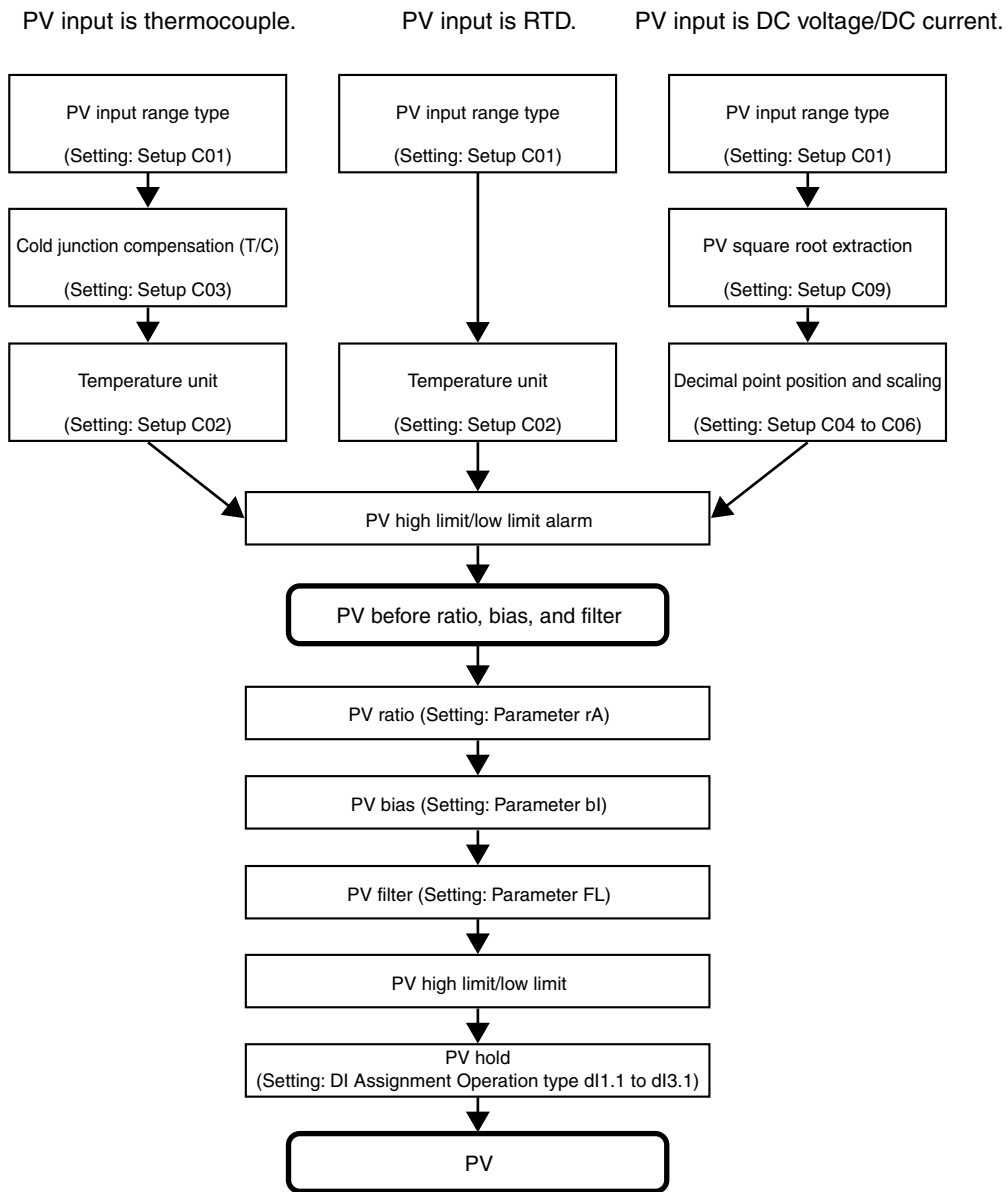 PV input is thermocouple.
PV input is RTD.
PV input is DC voltage/DC current.
PV input range type
(Setting: Setup C01)
PV input range type
(Setting: Setup C01)
PV input range type
(Setting: Setup C01)
Cold junction compensation (T/C)
(Setting: Setup C03)
PV square root extraction
(Setting: Setup C09)
Temperature unit
(Setting: Setup C02)
Temperature unit
(Setting: Setup C02)
Decimal point position and scaling
(Setting: Setup C04 to C06)
PV high limit/low limit alarm
PV before ratio, bias, and filter
PV ratio (Setting: Parameter rA)
PV bias (Setting: Parameter bI)
PV filter (Setting: Parameter FL)
PV high limit/low limit
PV hold
(Setting: DI Assignment Operation type dI1.1 to dI3.1)
PV